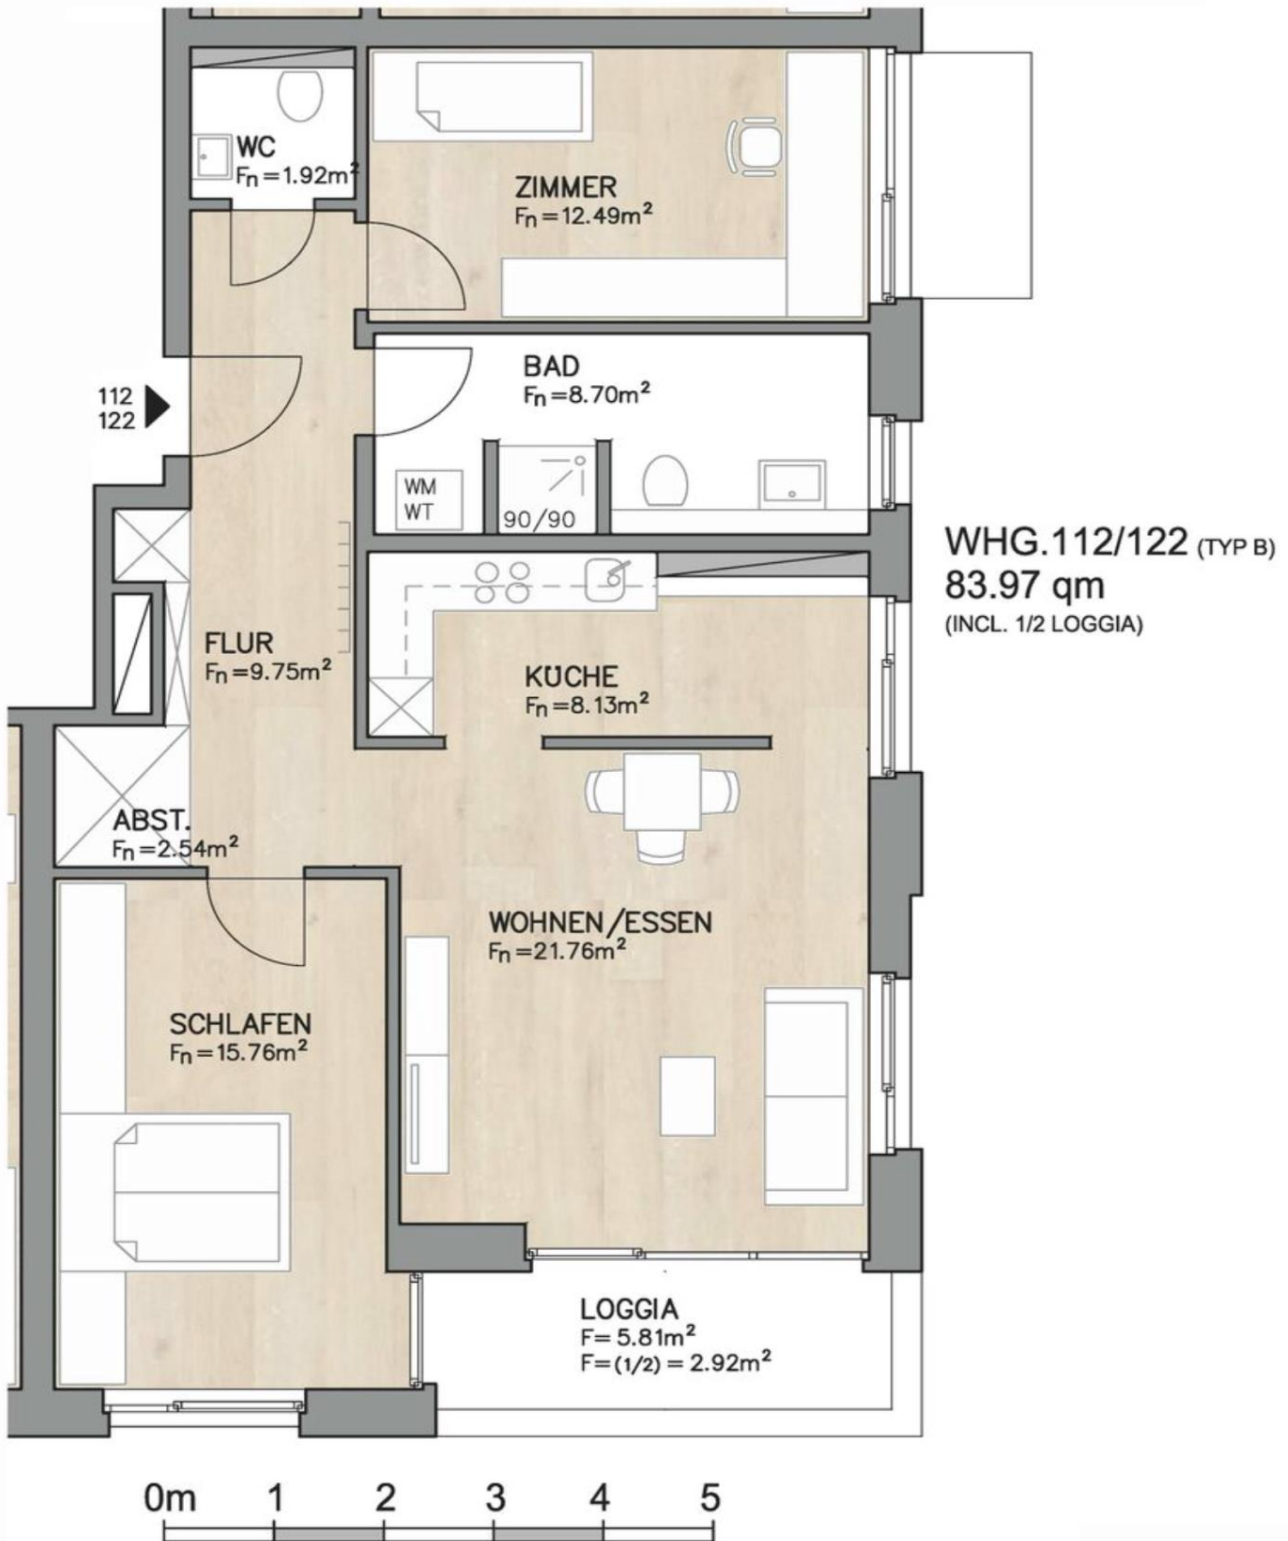 WC
Fn=1.92m²
ZIMMER
Fn=12.49m²
BAD
Fn=8.70m²
112
122
WM
WT
90/90
WHG.112/122 (TYP B)
83.97 qm
(INCL. 1/2 LOGGIA)
FLUR
Fn=9.75m²
KÜCHE
Fn=8.13m²
ABST.
Fn=2.54m²
WOHNEN/ESSEN
Fn=21.76m²
SCHLAFEN
Fn=15.76m²
LOGGIA
F= 5.81m²
F=(1/2) = 2.92m²
0m 1 2 3 4 5